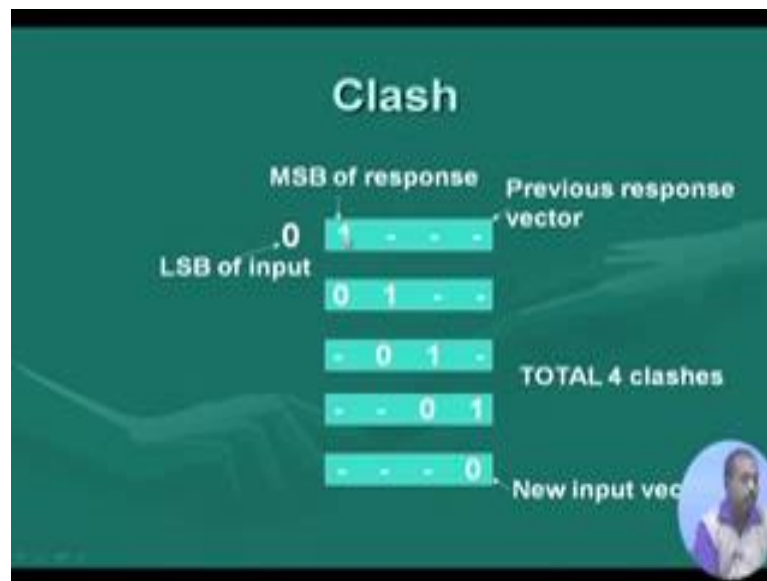 Clash
MSB of response
Previous response
vector
.0 1 - - -
LSB of input
0 1 - -
- 0 1 -
TOTAL 4 clashes
- - 0 1
- - - 0
New input vec